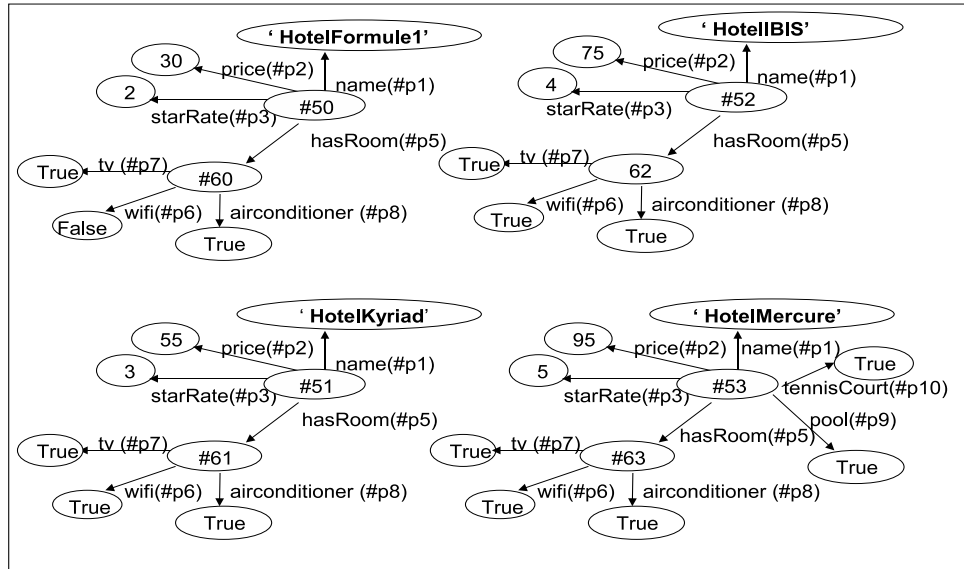 ‘ HotelFormule1’
30
price(#p2)
name(#p1)
2
#50
starRate(#p3)
hasRoom(#p5)
True
tv (#p7)
#60
wifi(#p6)
airconditioner (#p8)
False
True
‘ HotelIBIS’
75
price(#p2)
name(#p1)
4
#52
starRate(#p3)
hasRoom(#p5)
True
tv (#p7)
62
wifi(#p6)
airconditioner (#p8)
True
True
‘ HotelKyriad’
55
price(#p2)
name(#p1)
3
#51
starRate(#p3)
hasRoom(#p5)
True
tv (#p7)
#61
wifi(#p6)
airconditioner (#p8)
True
True
‘ HotelMercure’
95
price(#p2)
name(#p1)
True
5
#53
tennisCourt(#p10)
starRate(#p3)
pool(#p9)
hasRoom(#p5)
True
tv (#p7)
#63
True
wifi(#p6)
airconditioner (#p8)
True
True